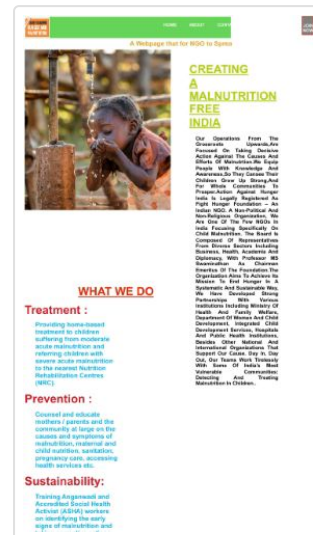 HOME ABOUT
A Webpage that for NGO to Sprea
CREATING
A
MALNUTRITION
FREE
INDIA
Our Operations From The
Grassroots Upwards,Are
Focused On Taking Decisive
Action Against The Causes And
Effects Of Malnutrition.We Equip
People With Knowledge And
Awareness,So They Canses Their
Children Grow Up Strong,And
For Whole Communities To
Prosper.Action Against Hunger
India Is Legally Registered As
Fight Hunger Foundation – An
Indian NGO. A Non-Political And
Non-Religious Organization, We
Are One Of The Few NGOs In
India Focusing Specifically On
Child Malnutrition. The Board Is
Composed Of Representatives
From Diverse Sectors Including
Business, Health, Academia And
Diplomacy, With Professor MS
Swaminathan As Chairman
Emeritus Of The Foundation.The
Organization Aims To Achieve Its
Mission To End Hunger In A
Systematic And Sustainable Way,
We Have Developed Strong
Partnerships With Various
Institutions Including Ministry Of
Health And Family Welfare,
Department Of Women And Child
Development, Integrated Child
Development Services, Hospitals
And Public Health Institutions,
Besides Other National And
International Organisations That
Support Our Cause. Day In, Day
Out, Our Teams Work Tirelessly
With Some Of India's Most
Vulnerable Communities:
Detecting And Treating
Malnutrition In Children.
WHAT WE DO
Treatment :
Providing home-based
treatment to children
suffering from moderate
acute malnutrition and
referring children with
severe acute malnutrition
to the nearest Nutrition
Rehabilitation Centres
(NRC).
Prevention :
Counsel and educate
mothers / parents and the
community at large on the
causes and symptoms of
malnutrition, maternal and
child nutrition, sanitation,
pregnancy care, accessing
health services etc.
Sustainability:
Training Anganwadi and
Accredited Social Health
Activist (ASHA) workers
on identifying the early
signs of malnutrition and